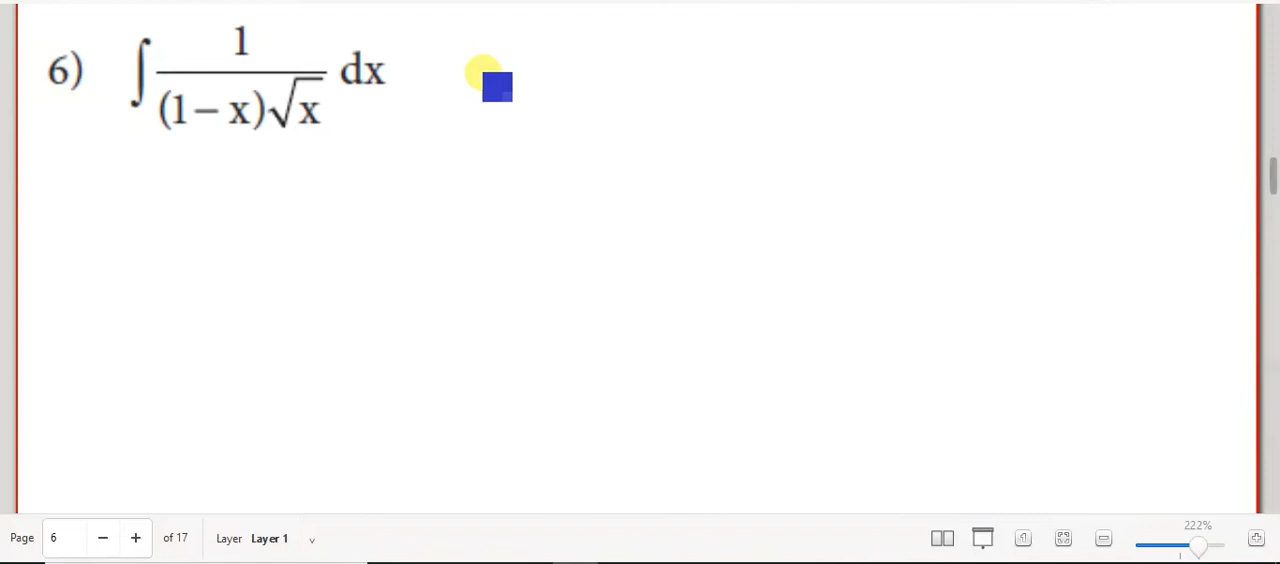 6) ∫ 1/((1 – x)√x) dx
222%
Page 6 – + of 17 Layer Layer 1